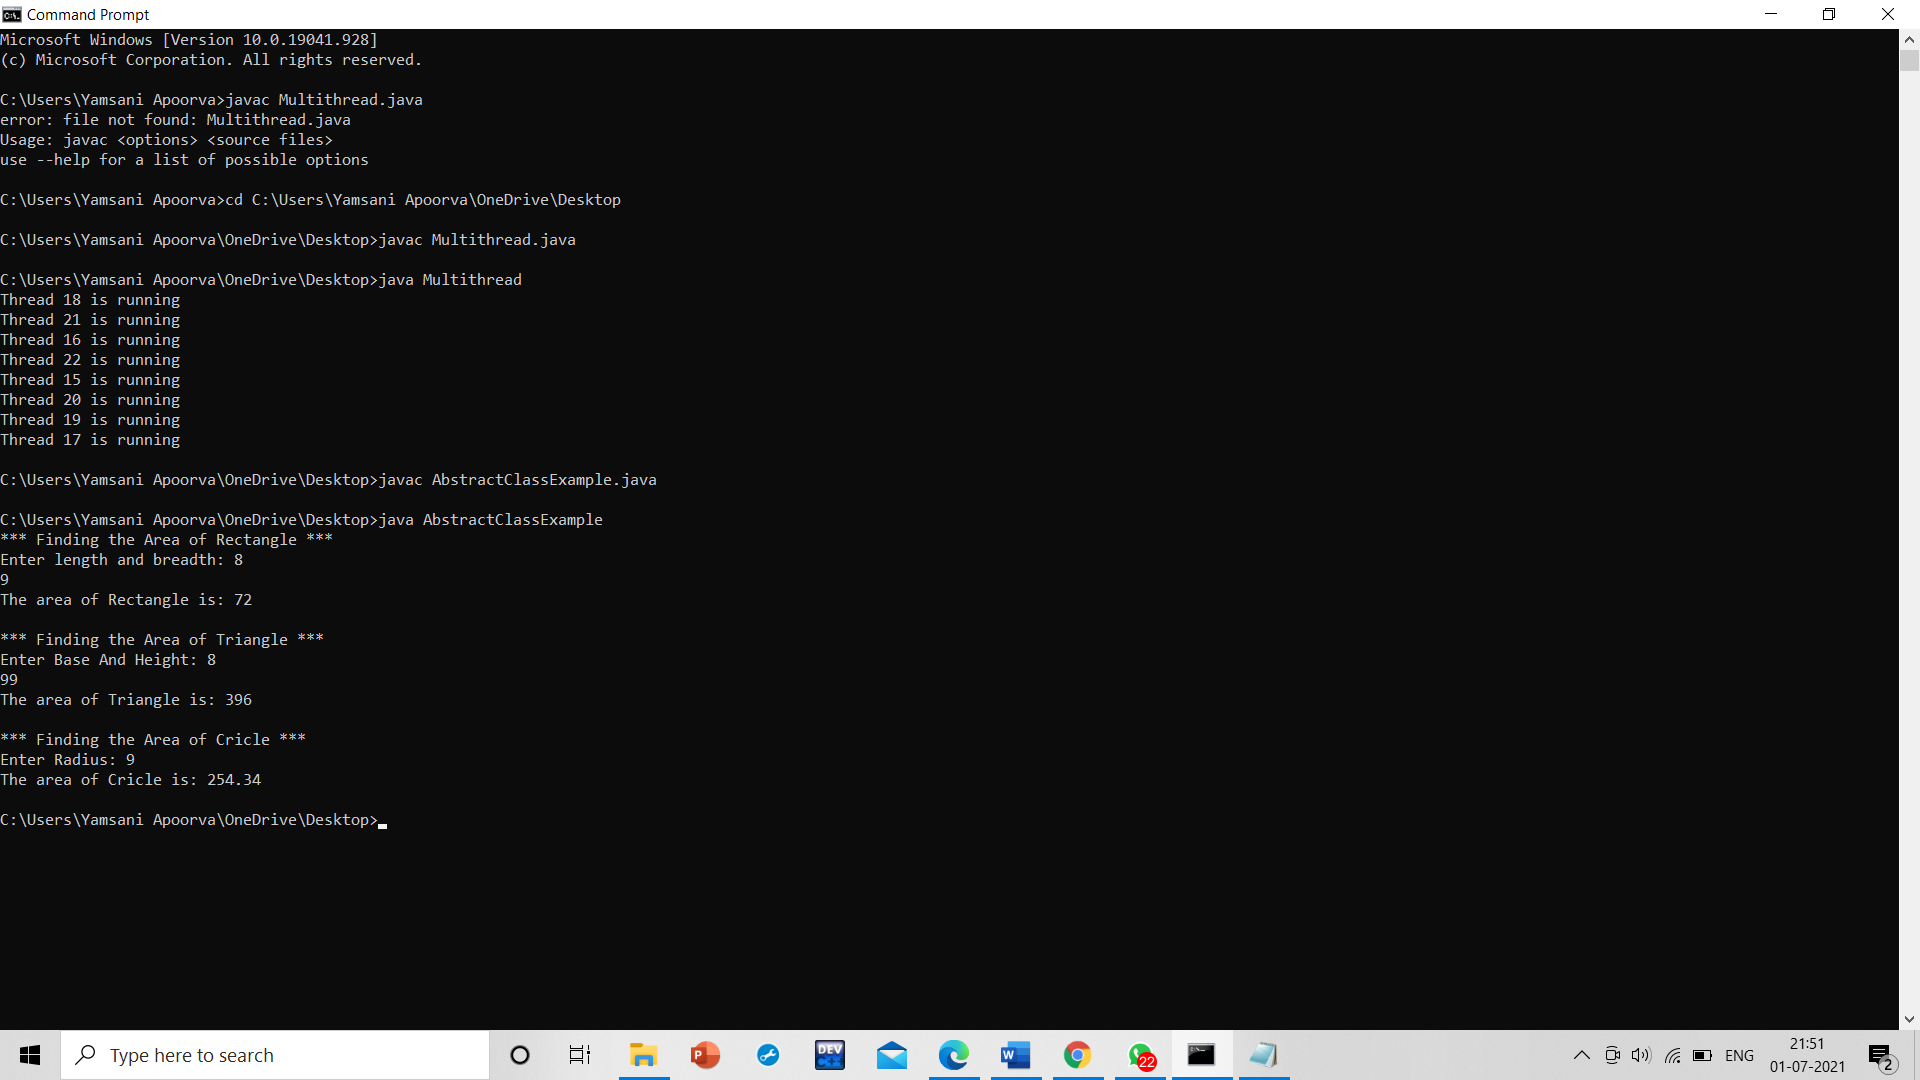 Command Prompt
Microsoft Windows [Version 10.0.19041.928]
(c) Microsoft Corporation. All rights reserved.
C:\Users\Yamsani Apoorva>javac Multithread.java
error: file not found: Multithread.java
Usage: javac <options> <source files>
use --help for a list of possible options
C:\Users\Yamsani Apoorva>cd C:\Users\Yamsani Apoorva\OneDrive\Desktop
C:\Users\Yamsani Apoorva\OneDrive\Desktop>javac Multithread.java
C:\Users\Yamsani Apoorva\OneDrive\Desktop>java Multithread
Thread 18 is running
Thread 21 is running
Thread 16 is running
Thread 22 is running
Thread 15 is running
Thread 20 is running
Thread 19 is running
Thread 17 is running
C:\Users\Yamsani Apoorva\OneDrive\Desktop>javac AbstractClassExample.java
C:\Users\Yamsani Apoorva\OneDrive\Desktop>java AbstractClassExample
*** Finding the Area of Rectangle ***
Enter length and breadth: 8
9
The area of Rectangle is: 72
*** Finding the Area of Triangle ***
Enter Base And Height: 8
99
The area of Triangle is: 396
*** Finding the Area of Cricle ***
Enter Radius: 9
The area of Cricle is: 254.34
C:\Users\Yamsani Apoorva\OneDrive\Desktop>
Type here to search
P
DEV
C++
W
22
ENG
21:51
01-07-2021
2